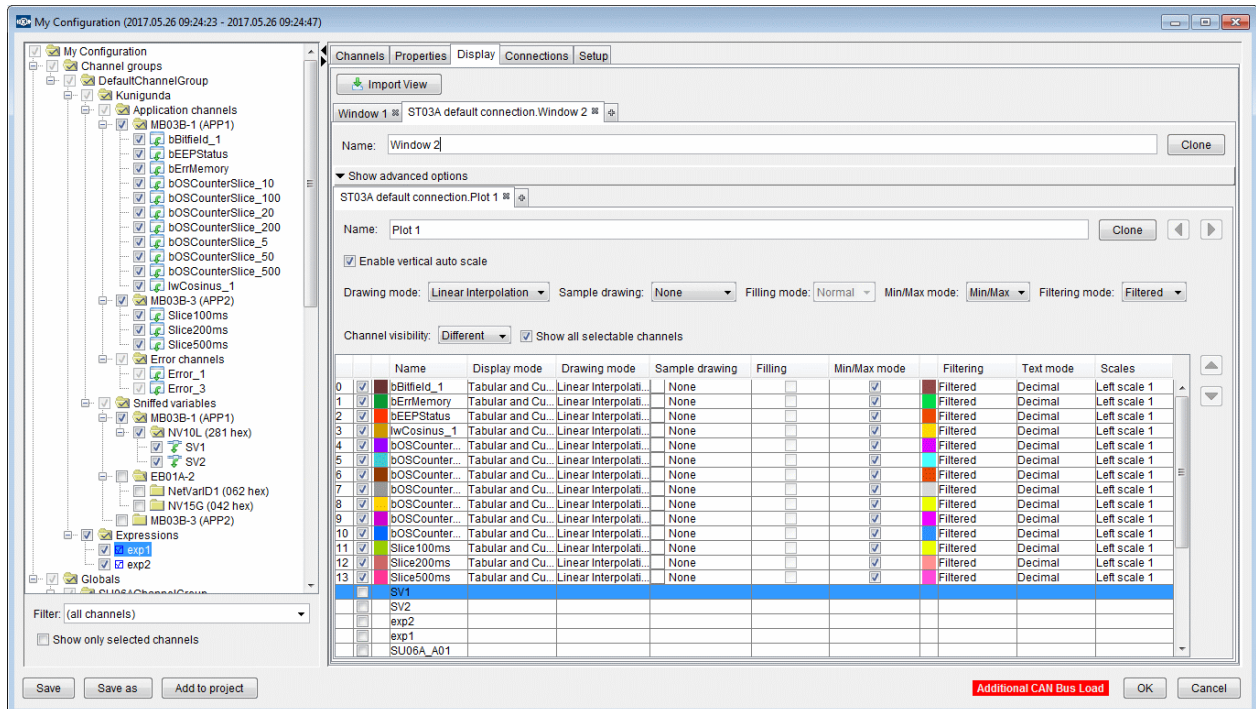 My Configuration (2017.05.26 09:24:23 - 2017.05.26 09:24:47)
My Configuration
Channel groups
DefaultChannelGroup
Kunigunda
Application channels
MB03B-1 (APP1)
bBitfield_1
bEEPStatus
bErrMemory
bOSCounterSlice_10
bOSCounterSlice_100
bOSCounterSlice_20
bOSCounterSlice_200
bOSCounterSlice_5
bOSCounterSlice_50
bOSCounterSlice_500
lwCosinus_1
MB03B-3 (APP2)
Slice100ms
Slice200ms
Slice500ms
Error channels
Error_1
Error_3
Sniffed variables
MB03B-1 (APP1)
NV10L (281 hex)
SV1
SV2
EB01A-2
NetVarID1 (062 hex)
NV15G (042 hex)
MB03B-3 (APP2)
Expressions
exp1
exp2
Globals
SU06AChannelGroup
Filter: (all channels)
Show only selected channels
Channels Properties Display Connections Setup
Import View
Window 1 ST03A default connection.Window 2
Name: Window 2 Clone
Show advanced options
ST03A default connection.Plot 1
Name: Plot 1 Clone
Enable vertical auto scale
Drawing mode: Linear Interpolation Sample drawing: None Filling mode: Normal Min/Max mode: Min/Max Filtering mode: Filtered
Channel visibility: Different Show all selectable channels
Name Display mode Drawing mode Sample drawing Filling Min/Max mode Filtering Text mode Scales
0 bBitfield_1 Tabular and Cu... Linear Interpolati... None Filtered Decimal Left scale 1
1 bErrMemory Tabular and Cu... Linear Interpolati... None Filtered Decimal Left scale 1
2 bEEPStatus Tabular and Cu... Linear Interpolati... None Filtered Decimal Left scale 1
3 lwCosinus_1 Tabular and Cu... Linear Interpolati... None Filtered Decimal Left scale 1
4 bOSCounter... Tabular and Cu... Linear Interpolati... None Filtered Decimal Left scale 1
5 bOSCounter... Tabular and Cu... Linear Interpolati... None Filtered Decimal Left scale 1
6 bOSCounter... Tabular and Cu... Linear Interpolati... None Filtered Decimal Left scale 1
7 bOSCounter... Tabular and Cu... Linear Interpolati... None Filtered Decimal Left scale 1
8 bOSCounter... Tabular and Cu... Linear Interpolati... None Filtered Decimal Left scale 1
9 bOSCounter... Tabular and Cu... Linear Interpolati... None Filtered Decimal Left scale 1
10 bOSCounter... Tabular and Cu... Linear Interpolati... None Filtered Decimal Left scale 1
11 Slice100ms Tabular and Cu... Linear Interpolati... None Filtered Decimal Left scale 1
12 Slice200ms Tabular and Cu... Linear Interpolati... None Filtered Decimal Left scale 1
13 Slice500ms Tabular and Cu... Linear Interpolati... None Filtered Decimal Left scale 1
SV1
SV2
exp2
exp1
SU06A_A01
Save Save as Add to project Additional CAN Bus Load OK Cancel